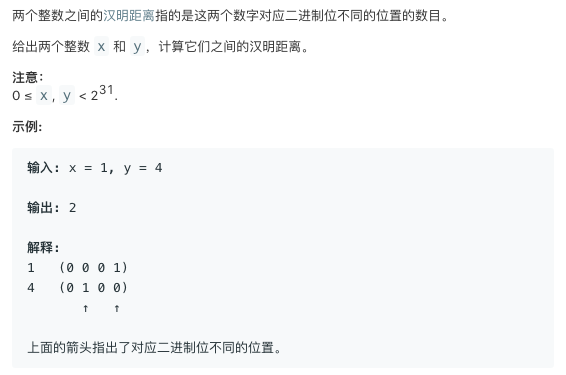 两个整数之间的汉明距离指的是这两个数字对应二进制位不同的位置的数目。
给出两个整数 x 和 y，计算它们之间的汉明距离。
注意：
0 ≤ x, y < 2³¹.
示例:
输入: x = 1, y = 4
输出: 2
解释:
1   (0 0 0 1)
4   (0 1 0 0)
       ↑   ↑
上面的箭头指出了对应二进制位不同的位置。